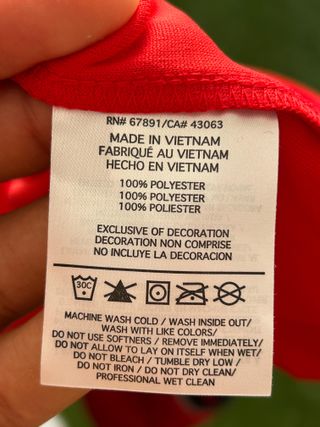 RN# 67891/CA# 43063
MADE IN VIETNAM
FABRIQUÉ AU VIETNAM
HECHO EN VIETNAM
100% POLYESTER
100% POLYESTER
100% POLIESTER
EXCLUSIVE OF DECORATION
DECORATION NON COMPRISE
NO INCLUYE LA DECORACION
30C
MACHINE WASH COLD / WASH INSIDE OUT/
WASH WITH LIKE COLORS/
DO NOT USE SOFTNERS / REMOVE IMMEDIATELY/
DO NOT ALLOW TO LAY ON ITSELF WHEN WET/
DO NOT BLEACH / TUMBLE DRY LOW /
DO NOT IRON / DO NOT DRY CLEAN/
PROFESSIONAL WET CLEAN